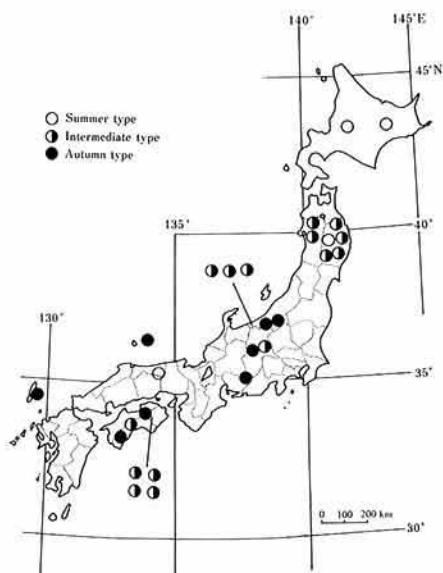 140°
145°E
45°N
Summer type
Intermediate type
Autumn type
135°
40°
130°
35°
0 100 200 km
30°